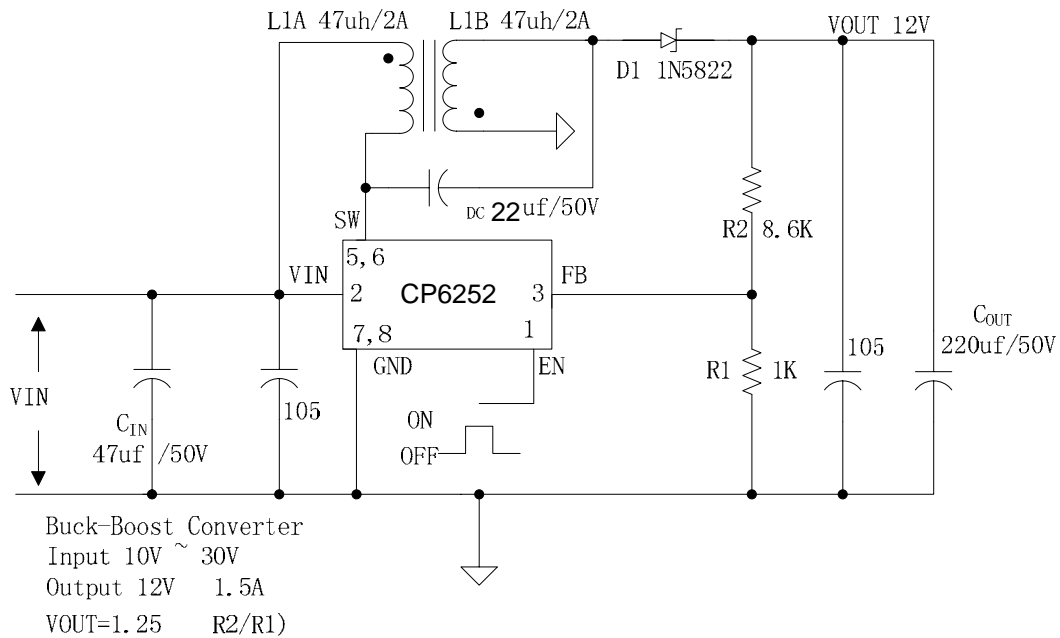 L1A 47uh/2A
L1B 47uh/2A
VOUT 12V
D1 1N5822
DC 22uf/50V
SW
R2 8.6K
5,6
VIN
2
CP6252
3
FB
7,8
1
GND
EN
COUT
220uf/50V
105
R1
1K
VIN
105
ON
OFF
CIN
47uf /50V
Buck-Boost Converter
Input 10V ~ 30V
Output 12V 1.5A
VOUT=1.25 R2/R1)